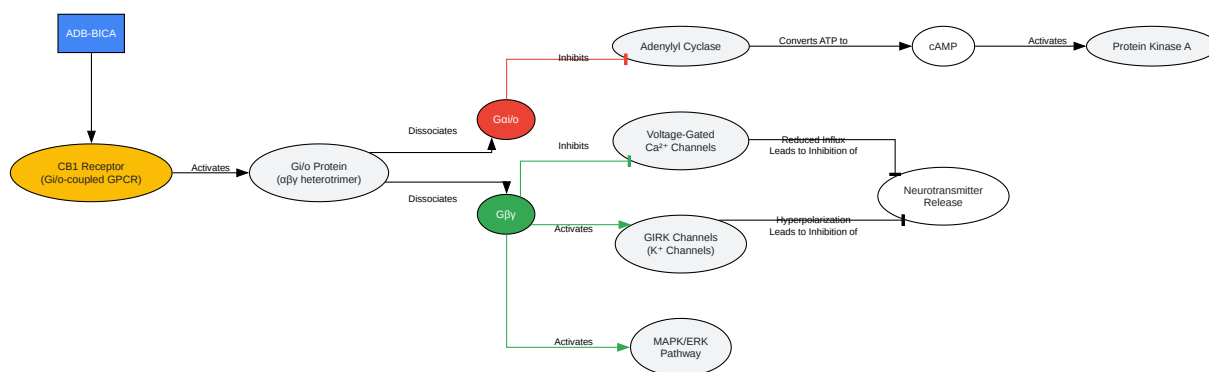 ADB-BICA
CB1 Receptor
(Gi/o-coupled GPCR)
Activates
Gi/o Protein
(αβγ heterotrimer)
Dissociates
Dissociates
Gαi/o
Gβγ
Inhibits
Inhibits
Activates
Activates
Adenylyl Cyclase
Converts ATP to
cAMP
Activates
Protein Kinase A
Voltage-Gated
Ca²⁺ Channels
Reduced Influx
Leads to Inhibition of
GIRK Channels
(K⁺ Channels)
Hyperpolarization
Leads to Inhibition of
Neurotransmitter
Release
MAPK/ERK
Pathway